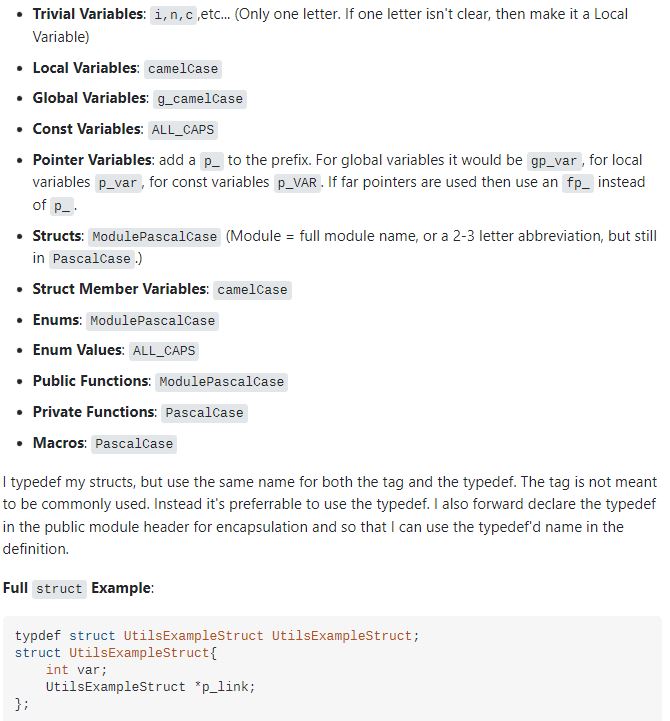 • Trivial Variables: i,n,c,etc... (Only one letter. If one letter isn't clear, then make it a Local
Variable)
• Local Variables: camelCase
• Global Variables: g_camelCase
• Const Variables: ALL_CAPS
• Pointer Variables: add a p_ to the prefix. For global variables it would be gp_var, for local
variables p_var, for const variables p_VAR. If far pointers are used then use an fp_ instead
of p_.
• Structs: ModulePascalCase (Module = full module name, or a 2-3 letter abbreviation, but still
in PascalCase.)
• Struct Member Variables: camelCase
• Enums: ModulePascalCase
• Enum Values: ALL_CAPS
• Public Functions: ModulePascalCase
• Private Functions: PascalCase
• Macros: PascalCase
I typedef my structs, but use the same name for both the tag and the typedef. The tag is not meant
to be commonly used. Instead it's preferrable to use the typedef. I also forward declare the typedef
in the public module header for encapsulation and so that I can use the typedef'd name in the
definition.
Full struct Example:
typdef struct UtilsExampleStruct UtilsExampleStruct;
struct UtilsExampleStruct{
    int var;
    UtilsExampleStruct *p_link;
};